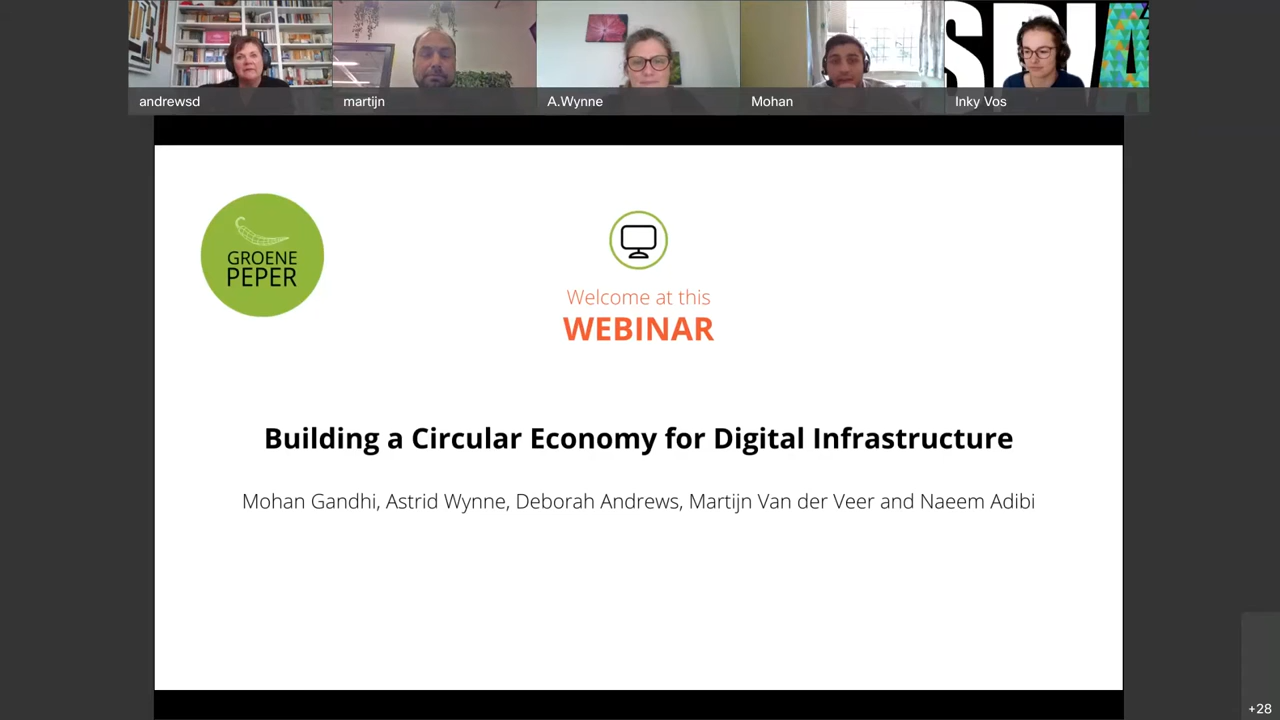 andrewsd
martijn
A.Wynne
Mohan
Inky Vos
GROENE
PEPER
Welcome at this
WEBINAR
Building a Circular Economy for Digital Infrastructure
Mohan Gandhi, Astrid Wynne, Deborah Andrews, Martijn Van der Veer and Naeem Adibi
+28